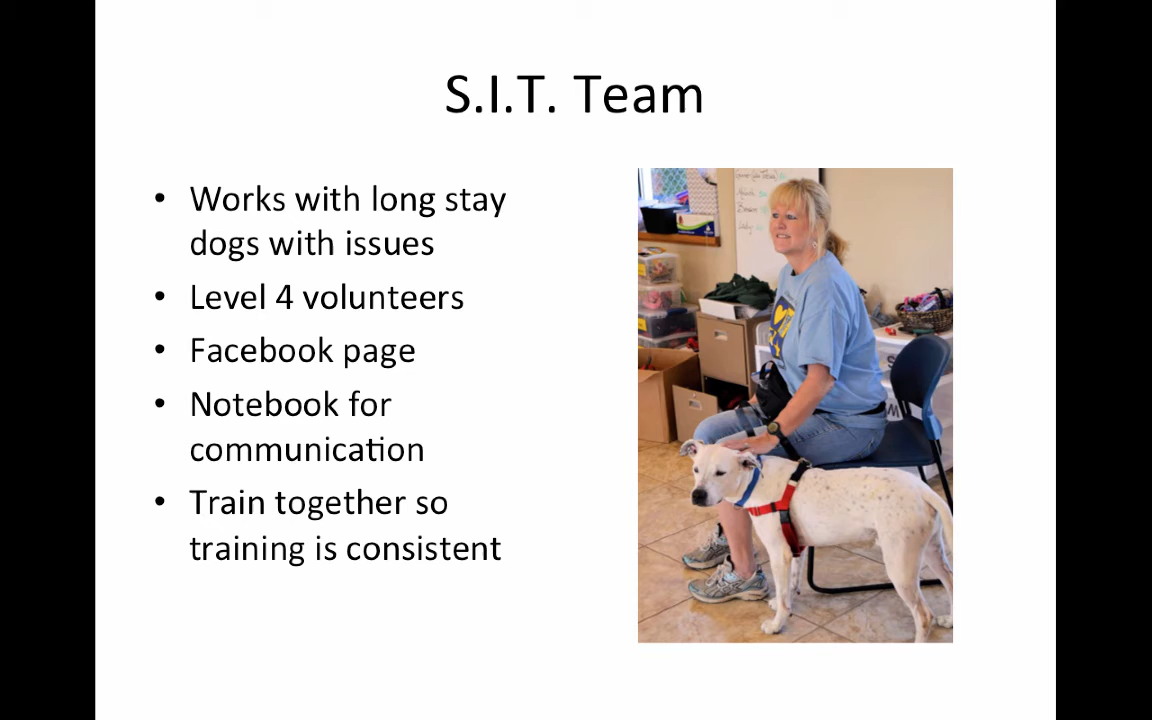 S.I.T. Team
• Works with long stay
dogs with issues
• Level 4 volunteers
• Facebook page
• Notebook for
communication
• Train together so
training is consistent